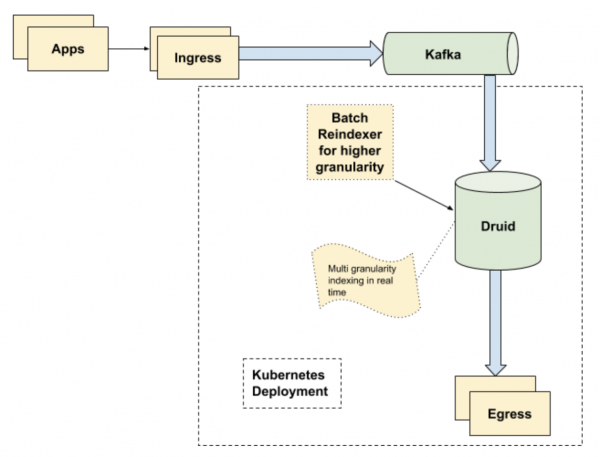 Apps
Ingress
Kafka
Batch
Reindexer
for higher
granularity
Druid
Multi granularity
indexing in real
time
Kubernetes
Deployment
Egress